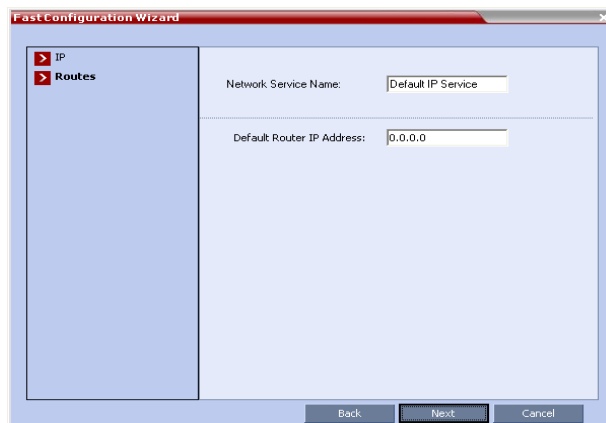 Fast Configuration Wizard
IP
Routes
Network Service Name: Default IP Service
Default Router IP Address: 0.0.0.0
Back Next Cancel